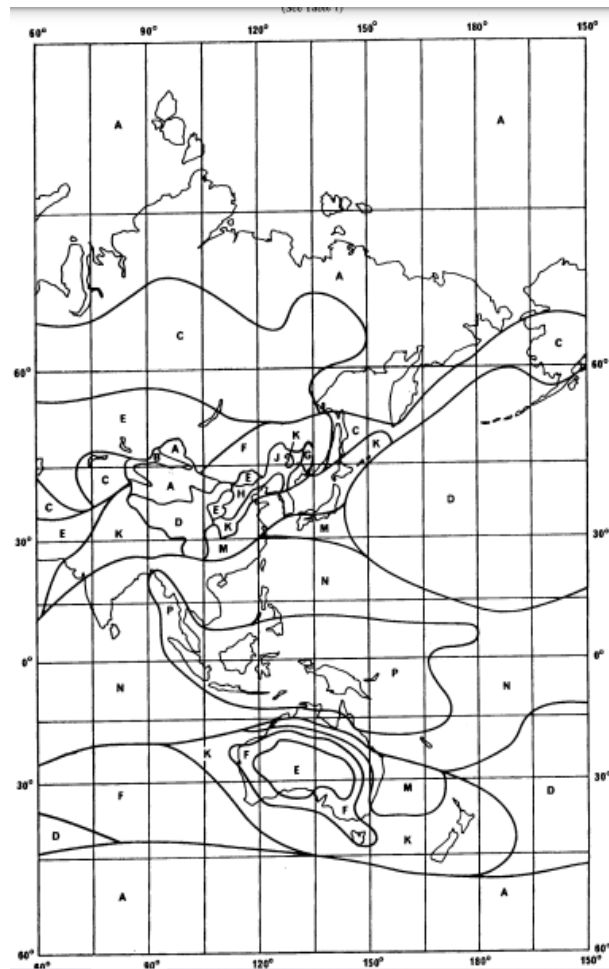 (See Table 1)
60° 90° 120° 150° 180° 150°
A
A
A
C
C
60° 60°
E
K C
F K
A J G
B
C E
A H
C D
E D
K
E K M
30° M 30°
N
P
0° 0°
P
N N
K F
E
30° M 30°
F F D
D K
A A
60° 60°
60° 90° 120° 150° 180° 150°